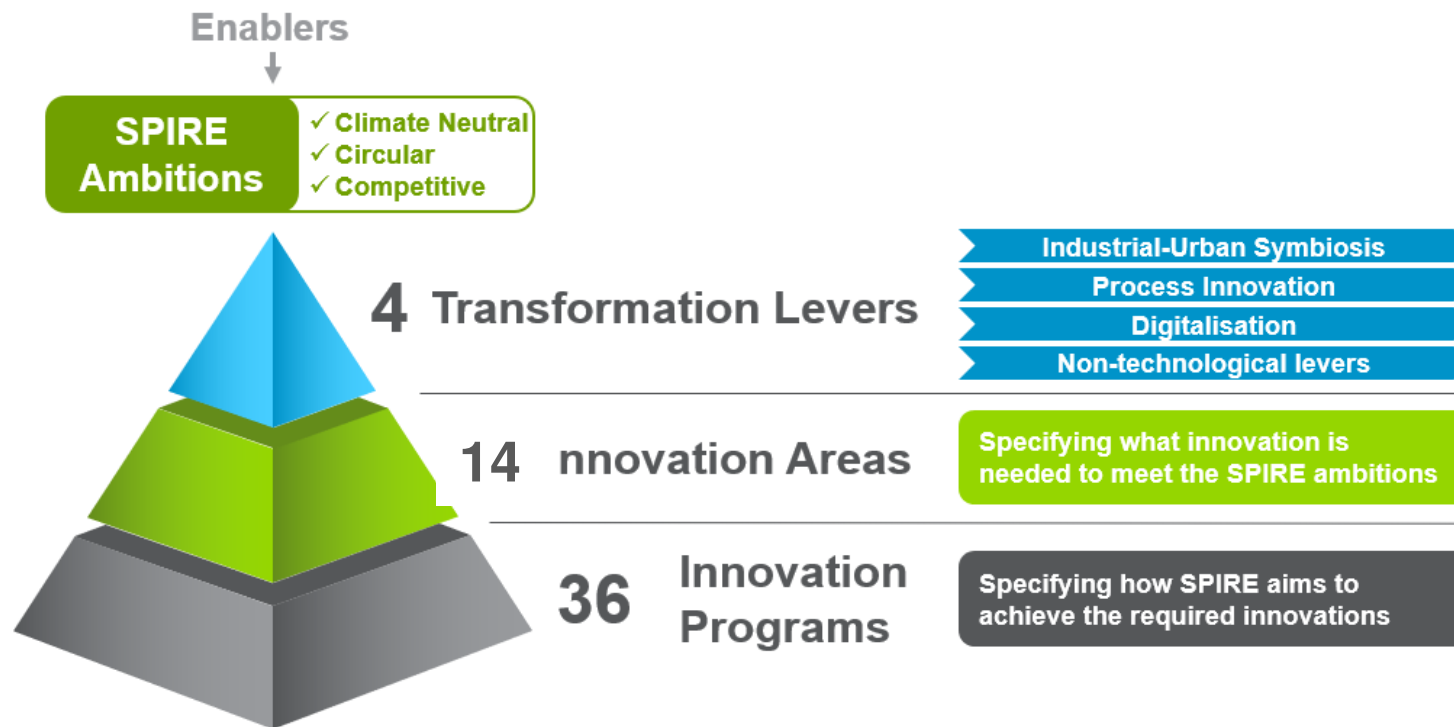 Enablers
SPIRE
Ambitions
✓ Climate Neutral
✓ Circular
✓ Competitive
4 Transformation Levers
Industrial-Urban Symbiosis
Process Innovation
Digitalisation
Non-technological levers
14 nnovation Areas
Specifying what innovation is
needed to meet the SPIRE ambitions
36 Innovation
Programs
Specifying how SPIRE aims to
achieve the required innovations